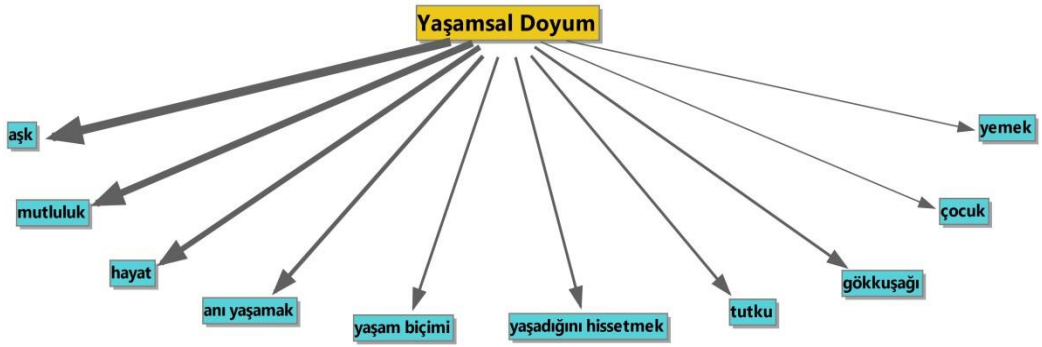 Yaşamsal Doyum
aşk
mutluluk
hayat
anı yaşamak
yaşam biçimi
yaşadığını hissetmek
tutku
gökkuşağı
çocuk
yemek